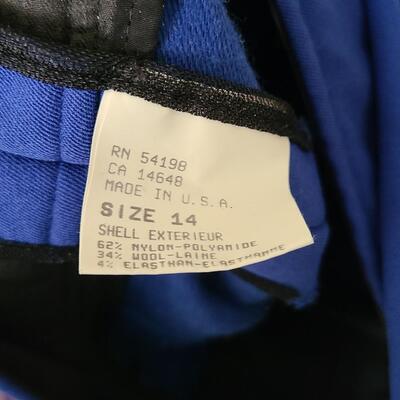 RN 54198
CA 14648
MADE IN U.S.A.
SIZE 14
SHELL EXTERIEUR
62% NYLON-POLYAMIDE
34% WOOL-LAINE
4% ELASTHAN-ELASTHANNE